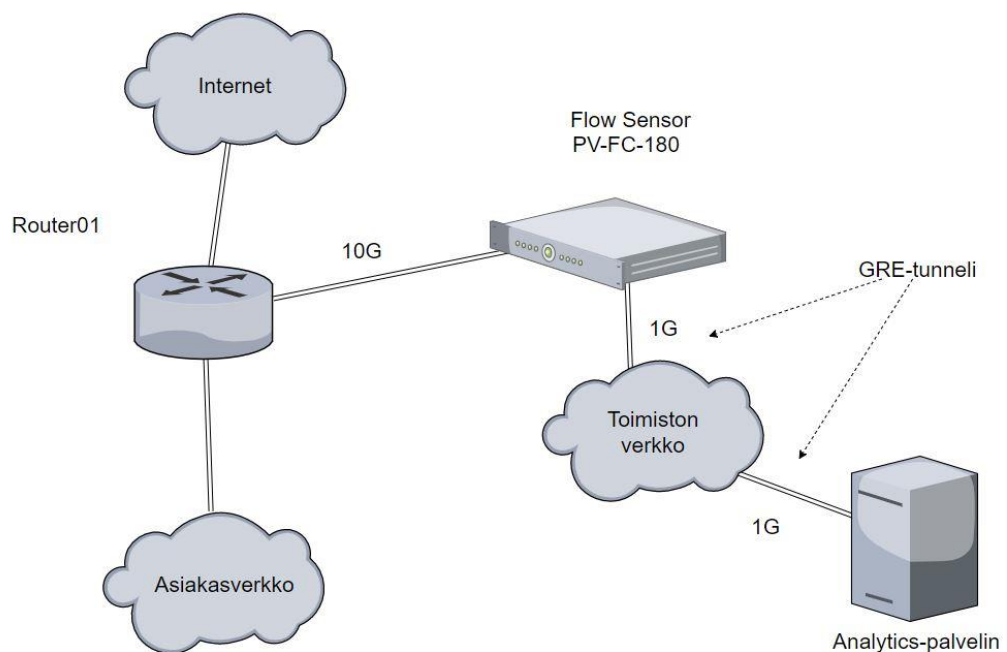 Internet
Flow Sensor
PV-FC-180
Router01
10G
GRE-tunneli
1G
Toimiston
verkko
1G
Asiakasverkko
Analytics-palvelin